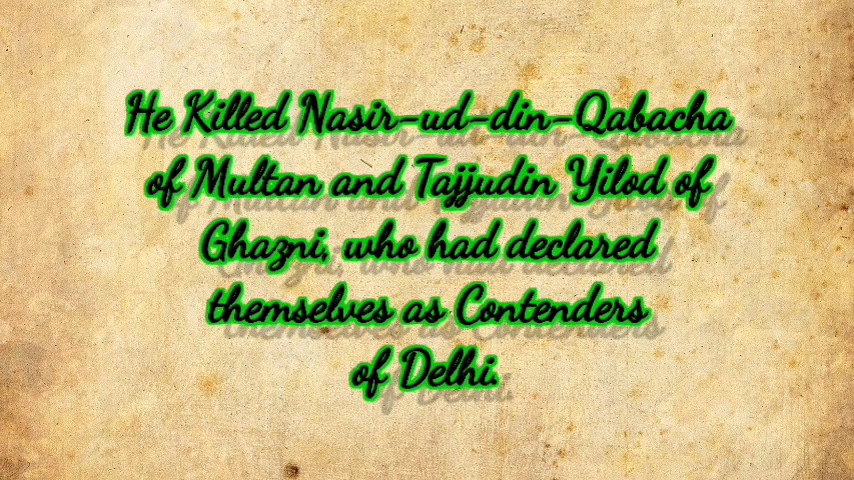 He Killed Nasir-ud-din-Qabacha
of Multan and Tajjudin Yilod of
Ghazni, who had declared
themselves as Contenders
of Delhi.